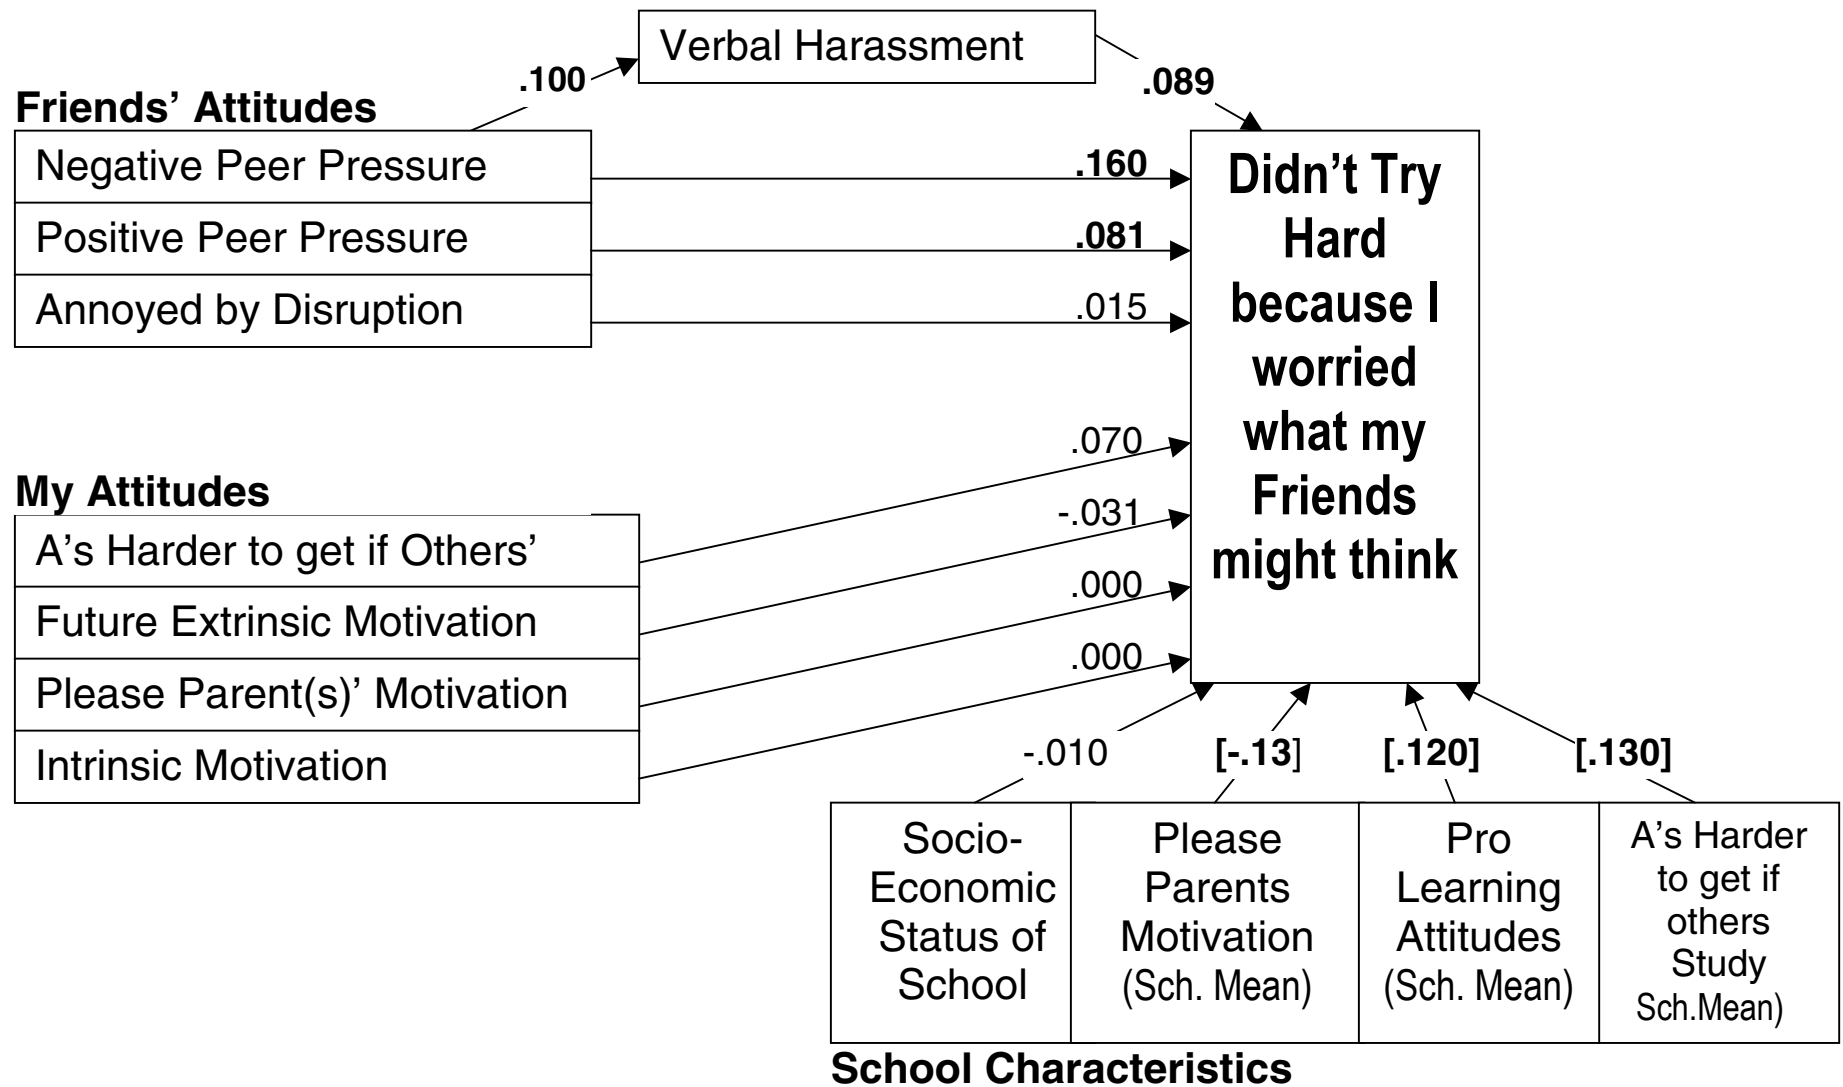 Verbal Harassment
.100
.089
Friends’ Attitudes
Negative Peer Pressure
.160
Positive Peer Pressure
.081
Annoyed by Disruption
.015
Didn’t Try
Hard
because I
worried
what my
Friends
might think
.070
My Attitudes
A’s Harder to get if Others’
-.031
Future Extrinsic Motivation
.000
Please Parent(s)’ Motivation
.000
Intrinsic Motivation
-.010
[-.13]
[.120]
[.130]
Socio-
Economic
Status of
School
Please
Parents
Motivation
(Sch. Mean)
Pro
Learning
Attitudes
(Sch. Mean)
A’s Harder
to get if
others
Study
Sch.Mean)
School Characteristics